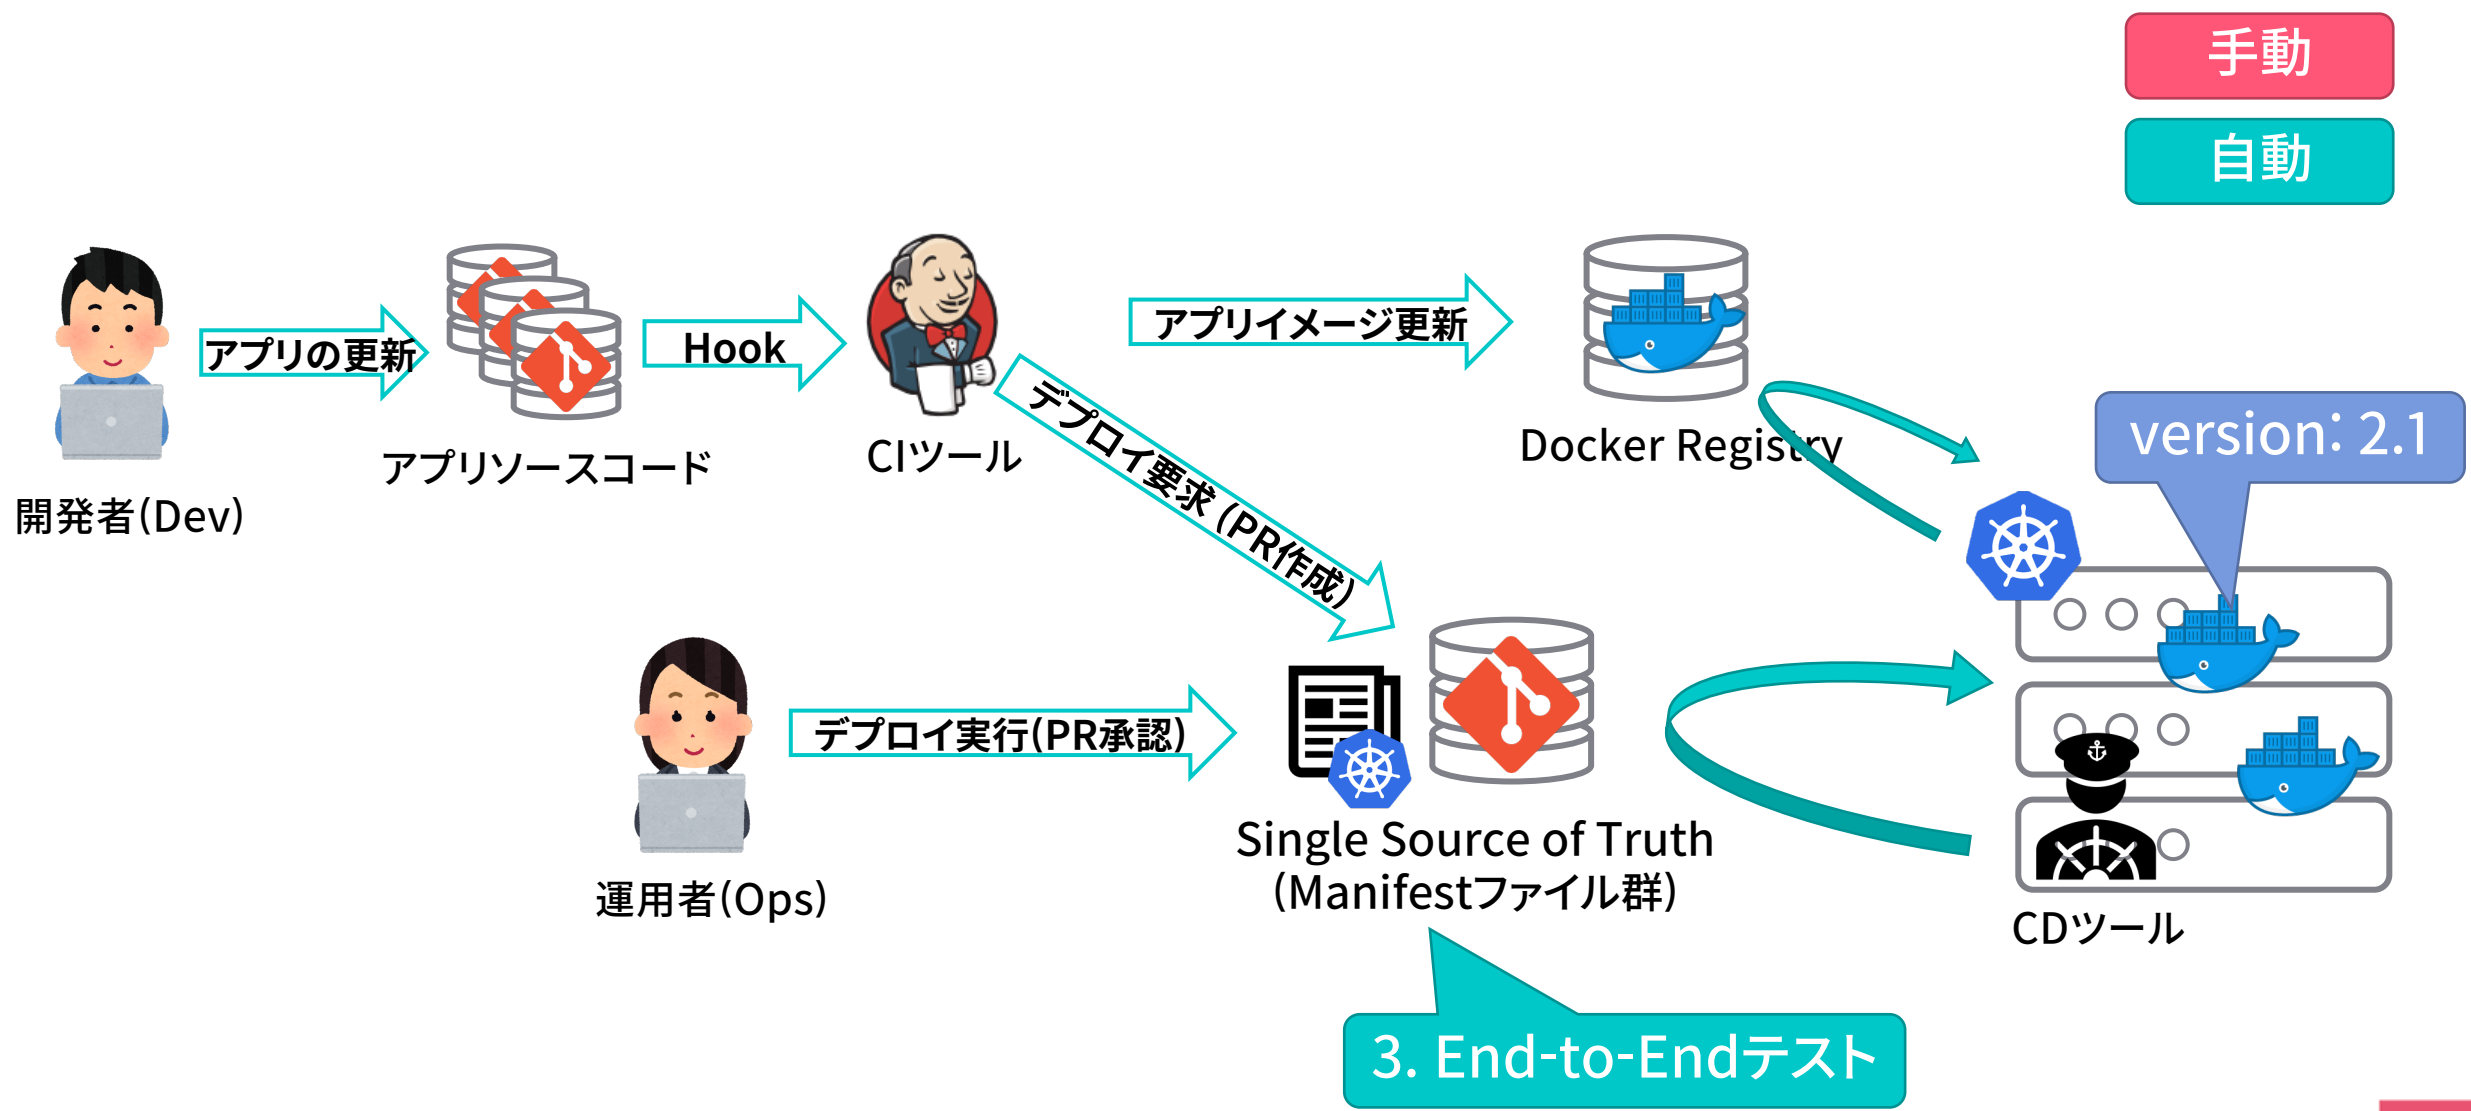 手動
自動
アプリの更新
Hook
アプリイメージ更新
デプロイ要求 (PR作成)
開発者(Dev)
アプリソースコード
CIツール
Docker Registry
version: 2.1
デプロイ実行(PR承認)
運用者(Ops)
Single Source of Truth
(Manifestファイル群)
CDツール
3. End-to-Endテスト